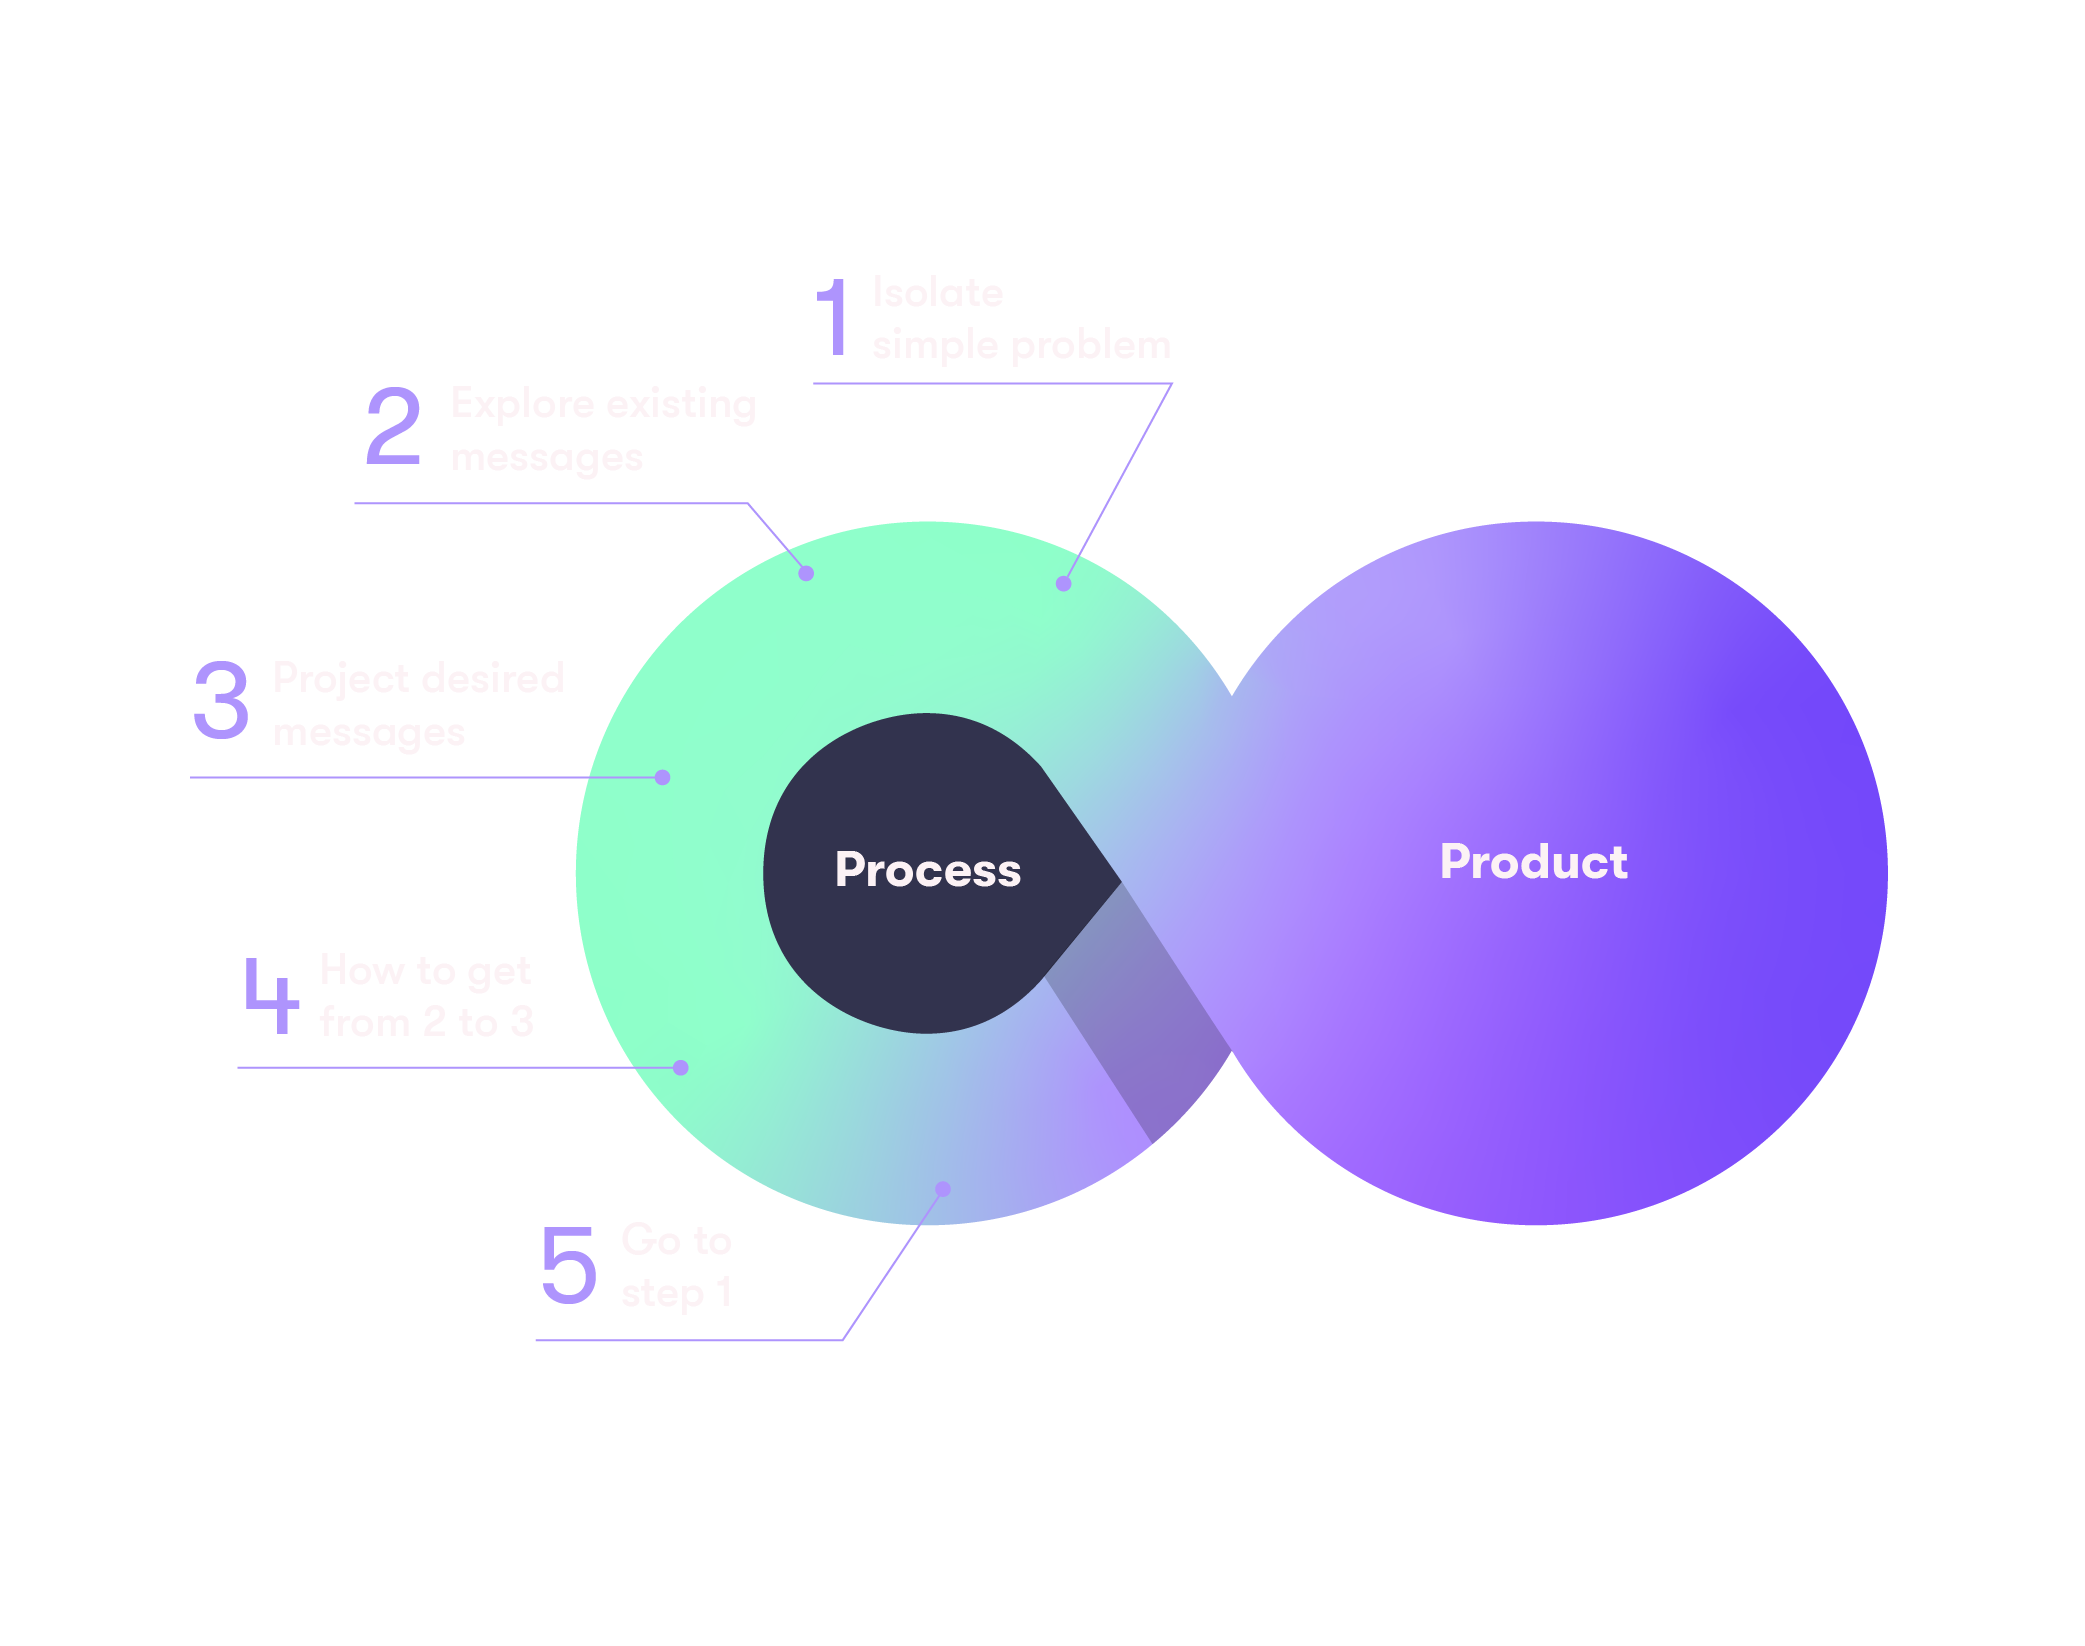 1
Isolate
simple problem
2
Explore existing
messages
3
Project desired
messages
4
How to get
from 2 to 3
5
Go to
step 1
Process
Product